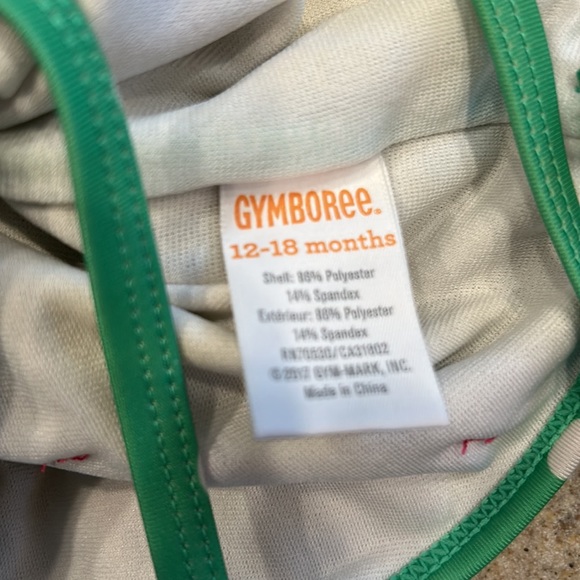 GYMBOREE.
12-18 months
Shell: 86% Polyester
14% Spandex
Extérieur: 86% Polyester
14% Spandex
RN70530/CA31802
© 2017 GYM-MARK, INC.
Made in China